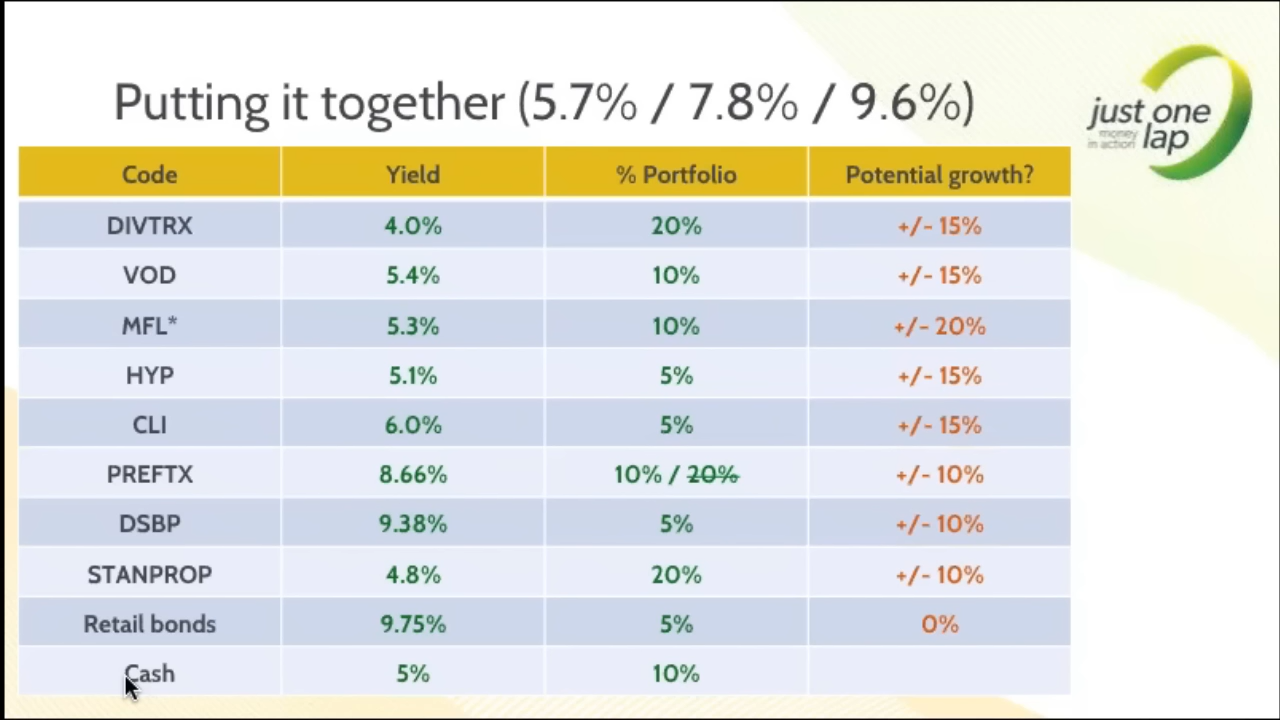 Putting it together (5.7% / 7.8% / 9.6%)
just one
money
in action lap
Code Yield % Portfolio Potential growth?
DIVTRX 4.0% 20% +/- 15%
VOD 5.4% 10% +/- 15%
MFL* 5.3% 10% +/- 20%
HYP 5.1% 5% +/- 15%
CLI 6.0% 5% +/- 15%
PREFTX 8.66% 10% / 20% +/- 10%
DSBP 9.38% 5% +/- 10%
STANPROP 4.8% 20% +/- 10%
Retail bonds 9.75% 5% 0%
Cash 5% 10%